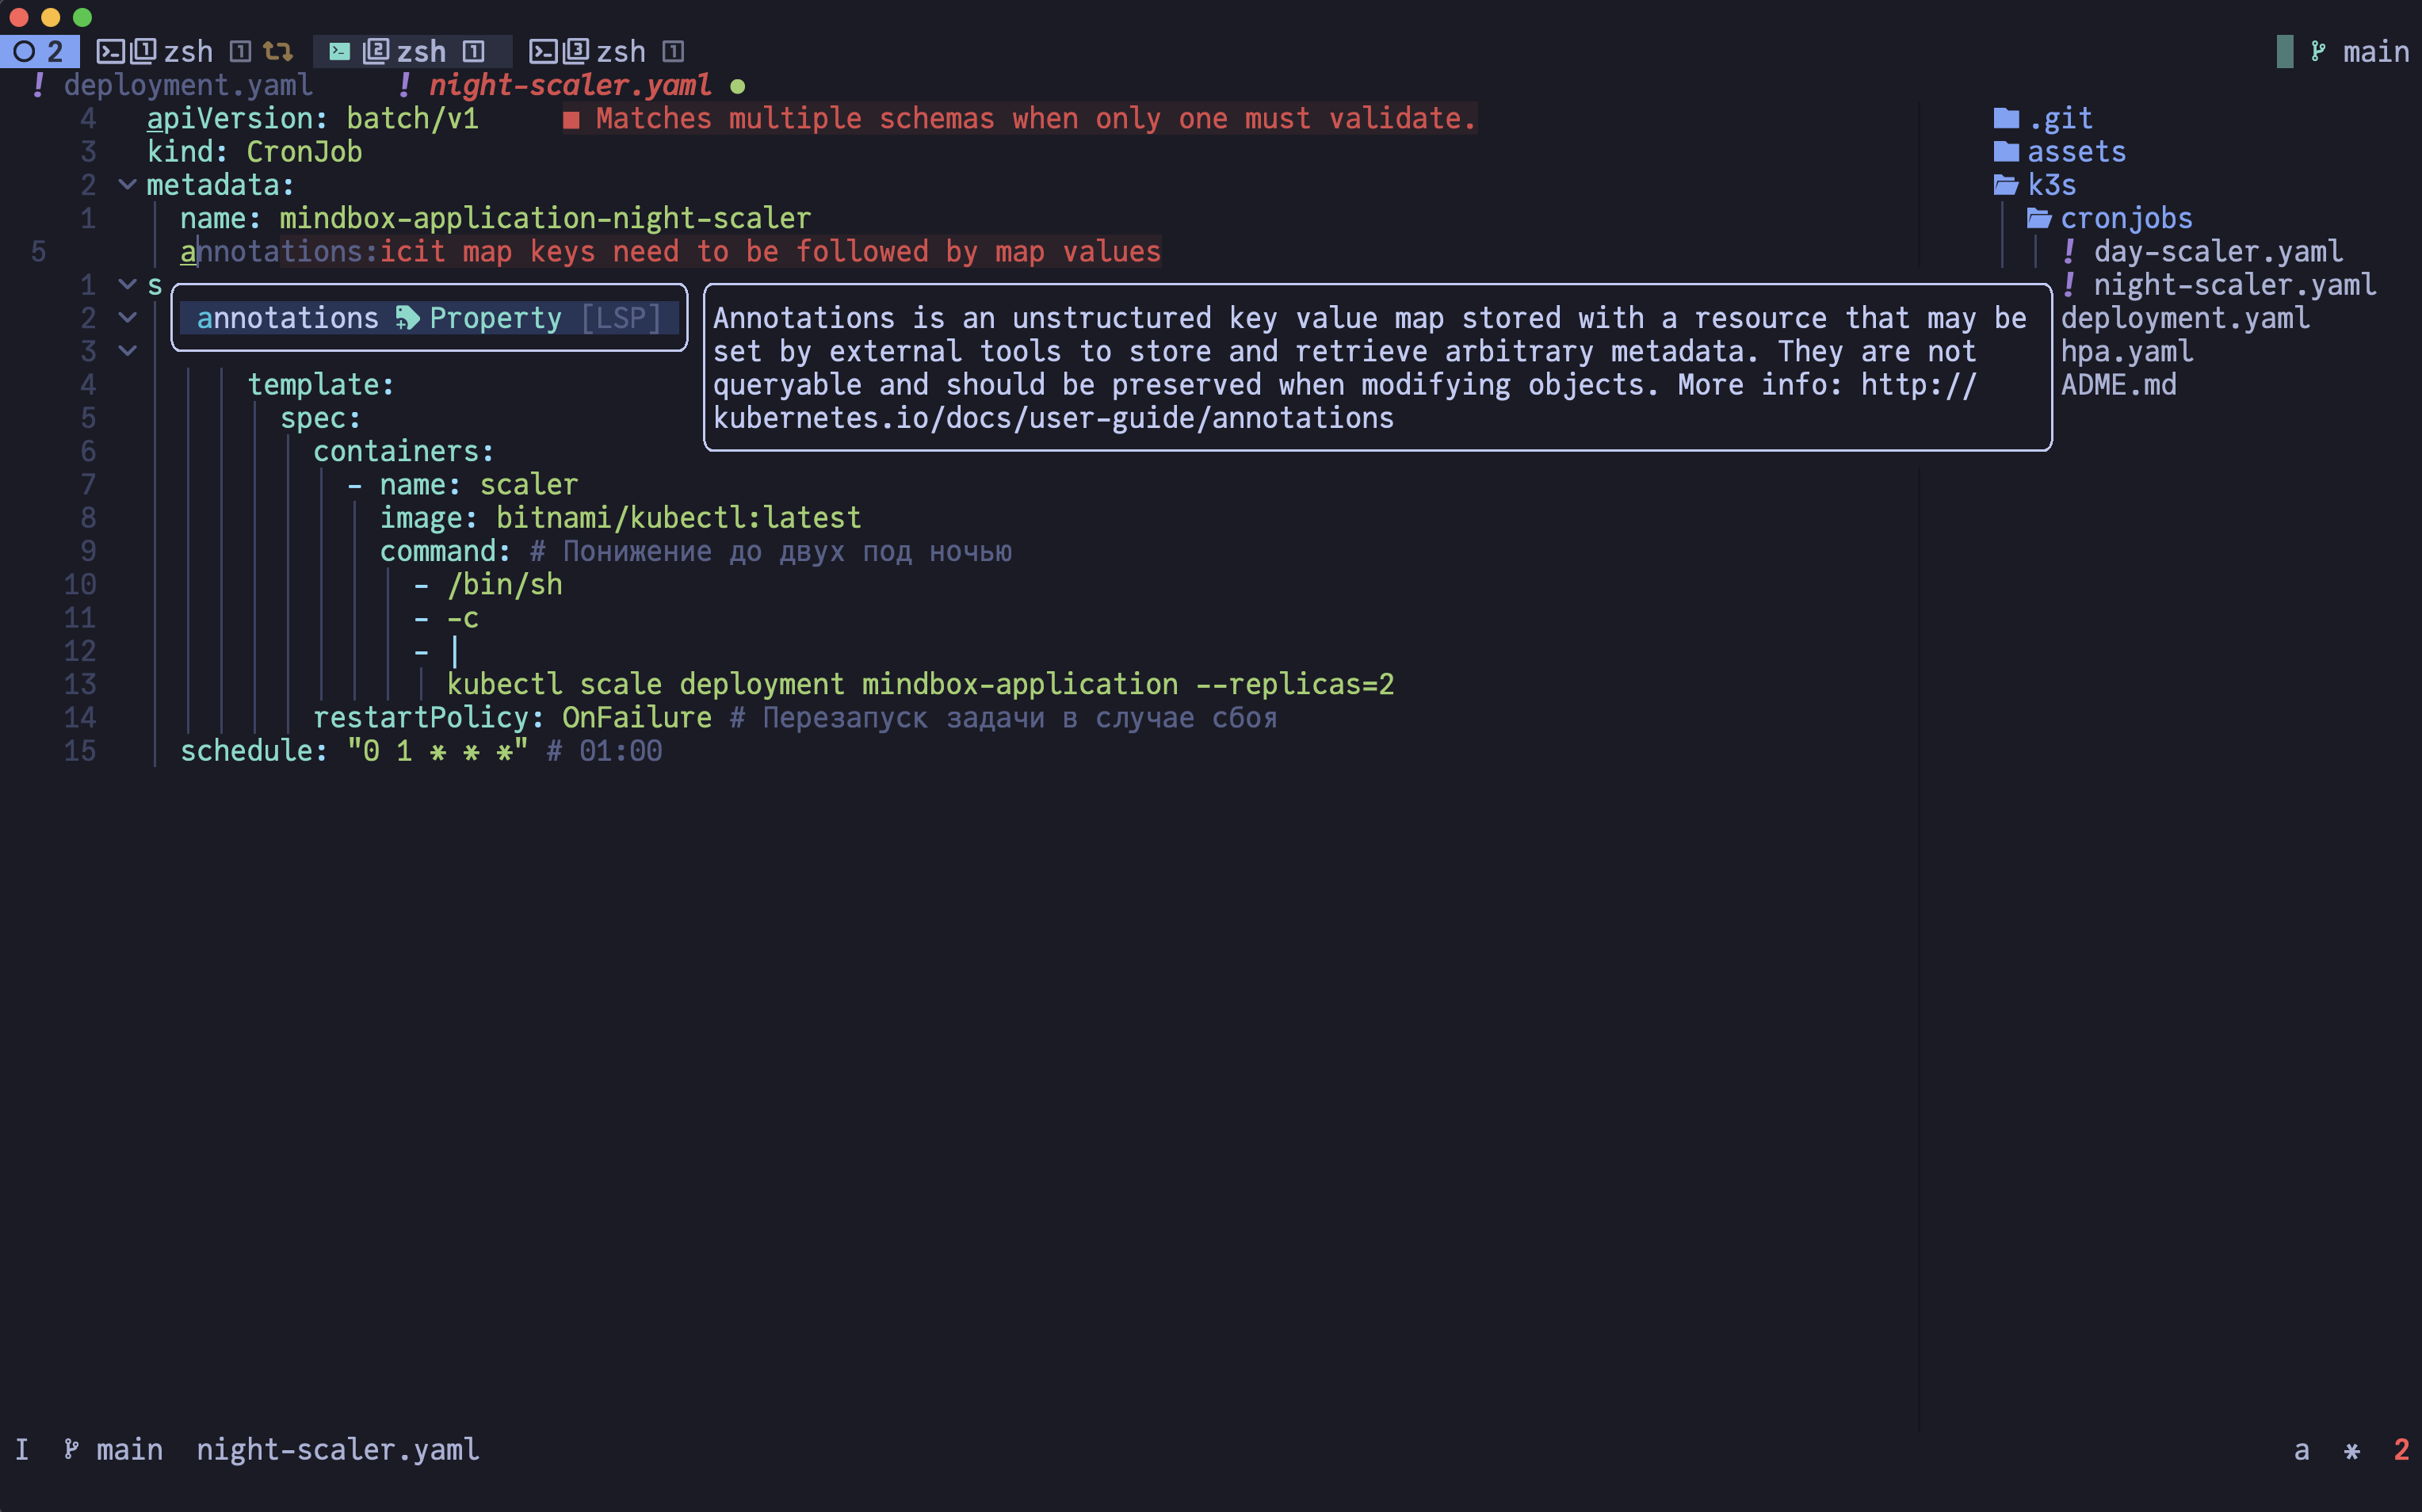 2 1 zsh 1 2 zsh 1 3 zsh 1 main
! deployment.yaml ! night-scaler.yaml
4 apiVersion: batch/v1 ■ Matches multiple schemas when only one must validate.
3 kind: CronJob
2 metadata:
1 name: mindbox-application-night-scaler
5 annotations:icit map keys need to be followed by map values
1 s
2 annotations Property [LSP]
3
Annotations is an unstructured key value map stored with a resource that may be
set by external tools to store and retrieve arbitrary metadata. They are not
queryable and should be preserved when modifying objects. More info: http://
kubernetes.io/docs/user-guide/annotations
4 template:
5 spec:
6 containers:
7 - name: scaler
8 image: bitnami/kubectl:latest
9 command: # Понижение до двух под ночью
10 - /bin/sh
11 - -c
12 - |
13 kubectl scale deployment mindbox-application --replicas=2
14 restartPolicy: OnFailure # Перезапуск задачи в случае сбоя
15 schedule: "0 1 * * *" # 01:00
.git
assets
k3s
cronjobs
! day-scaler.yaml
! night-scaler.yaml
deployment.yaml
hpa.yaml
ADME.md
I main night-scaler.yaml a * 2